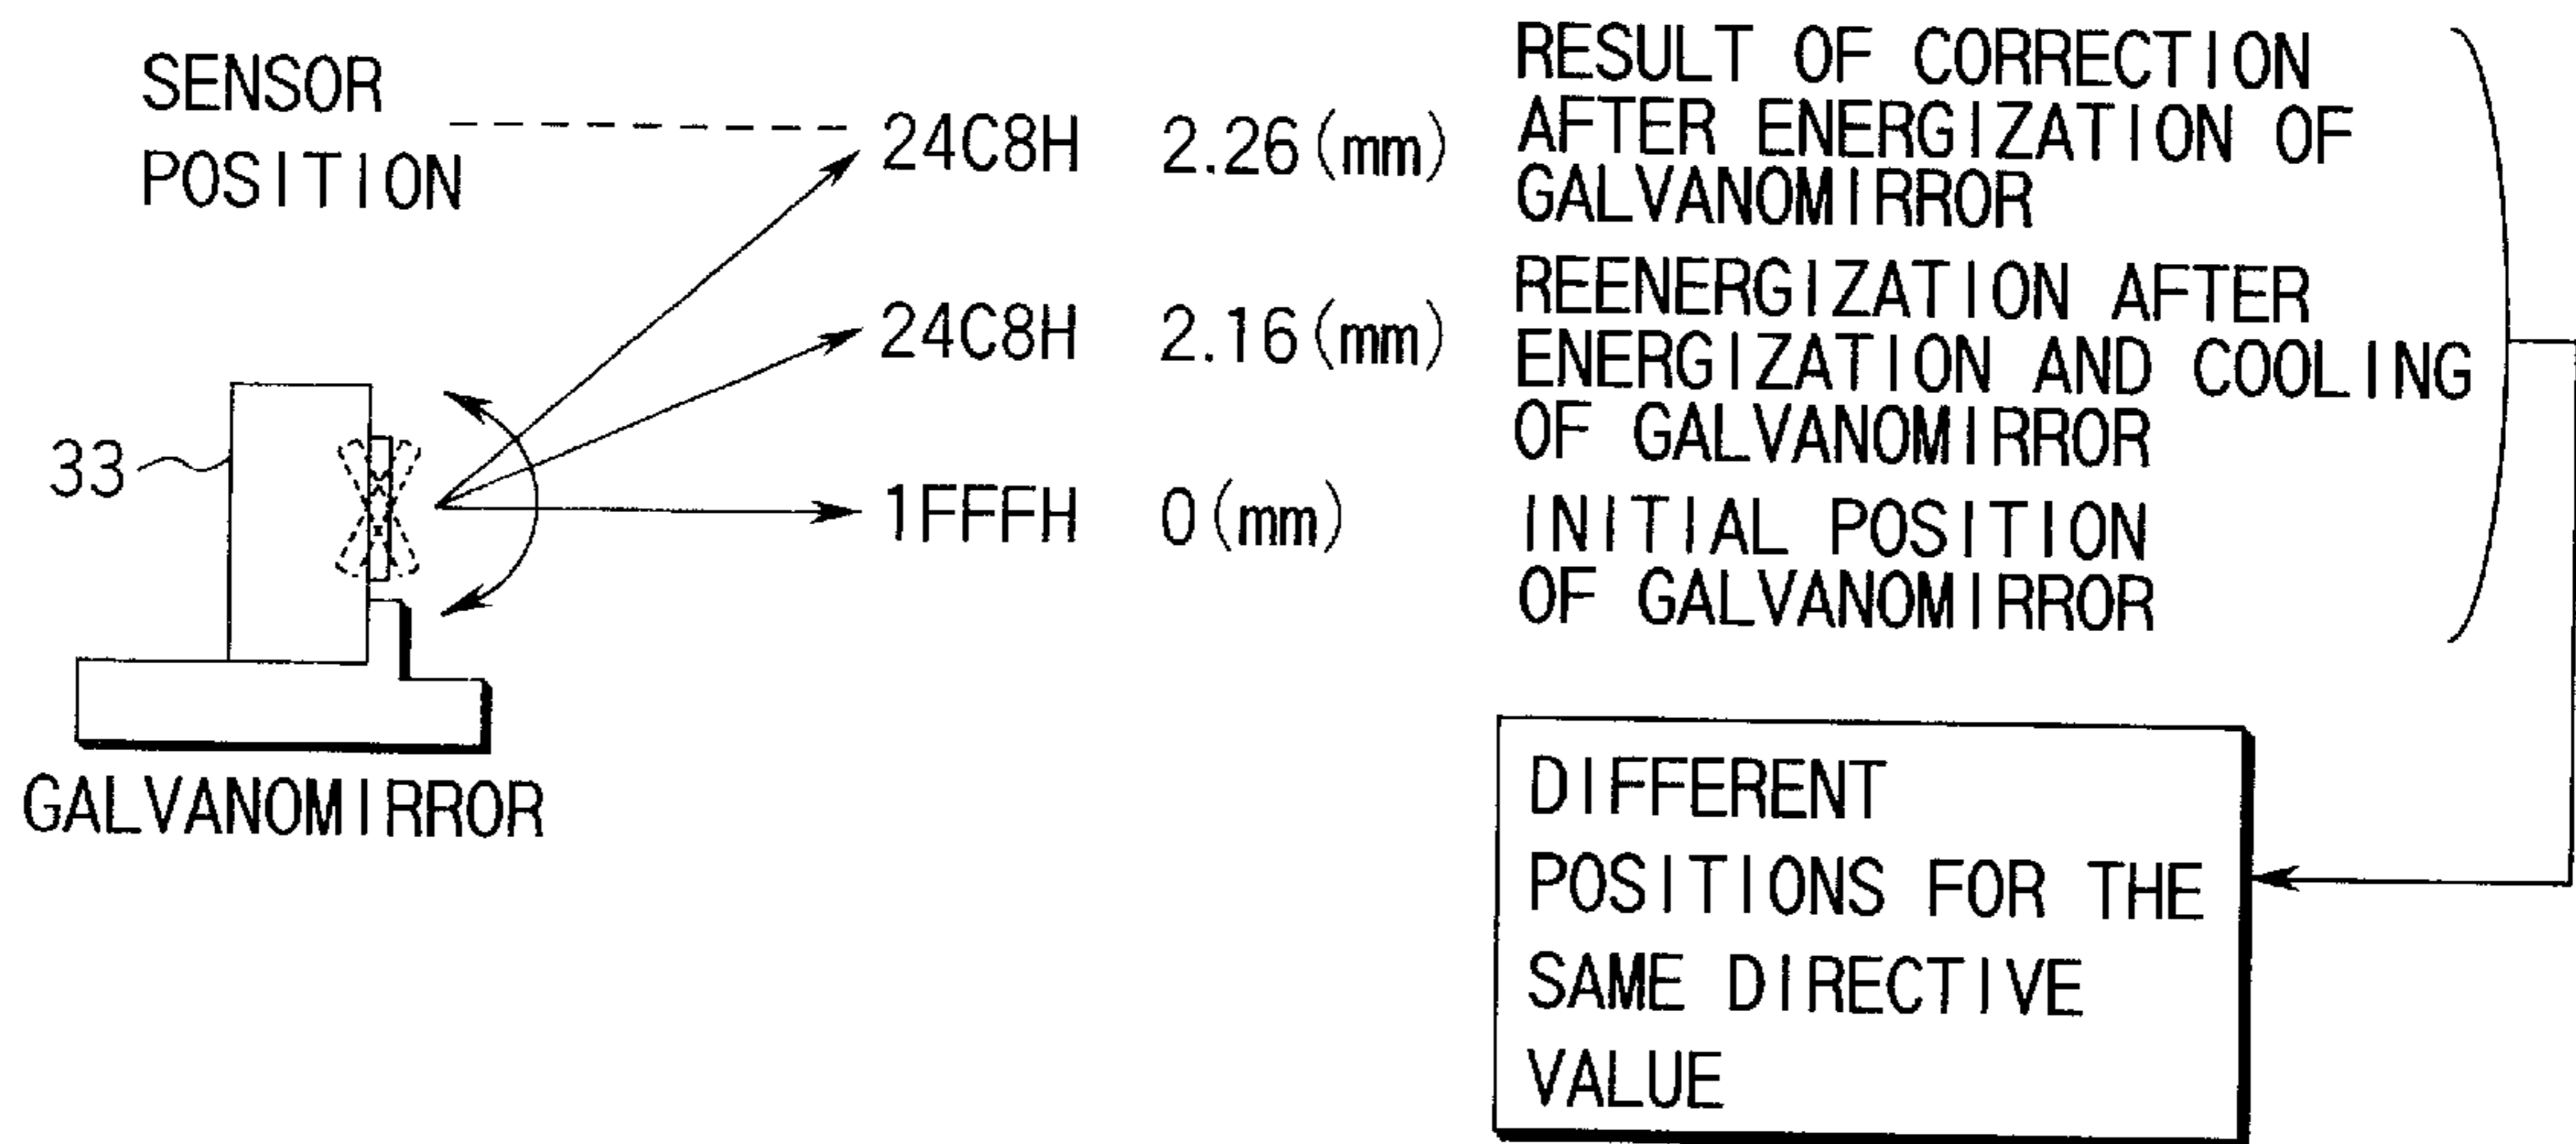 SENSOR
POSITION
24C8H 2.26(mm)
RESULT OF CORRECTION
AFTER ENERGIZATION OF
GALVANOMIRROR
24C8H 2.16(mm)
REENERGIZATION AFTER
ENERGIZATION AND COOLING
OF GALVANOMIRROR
33
1FFFH 0(mm)
INITIAL POSITION
OF GALVANOMIRROR
GALVANOMIRROR
DIFFERENT
POSITIONS FOR THE
SAME DIRECTIVE
VALUE